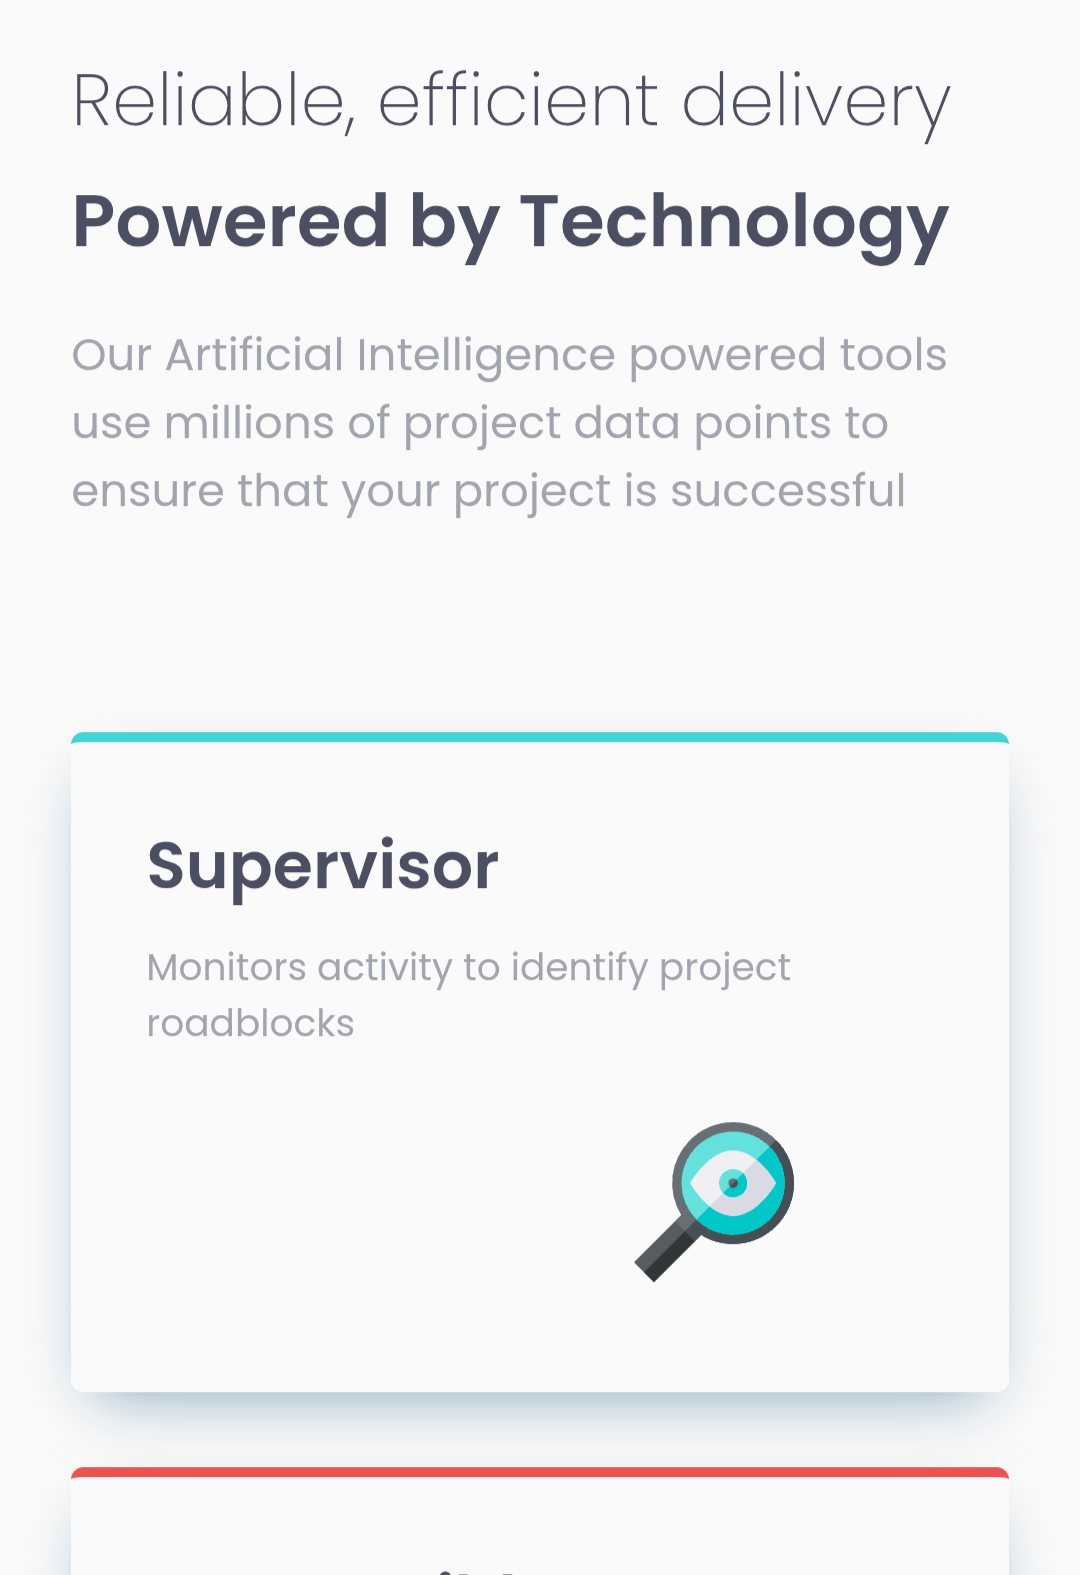 Reliable, efficient delivery
Powered by Technology
Our Artificial Intelligence powered tools
use millions of project data points to
ensure that your project is successful
Supervisor
Monitors activity to identify project
roadblocks